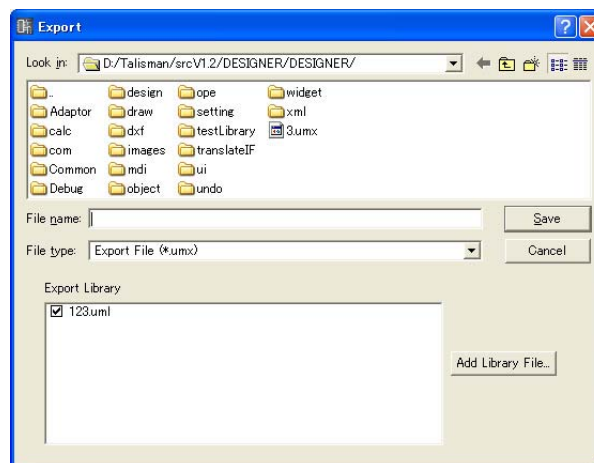 Export
Look in: D:/Talisman/srcV1.2/DESIGNER/DESIGNER/
.. design ope widget
Adaptor draw setting xml
calc dxf testLibrary 3.umx
com images translateIF
Common mdi ui
Debug object undo
File name: Save
File type: Export File (*.umx) Cancel
Export Library
123.uml
Add Library File...